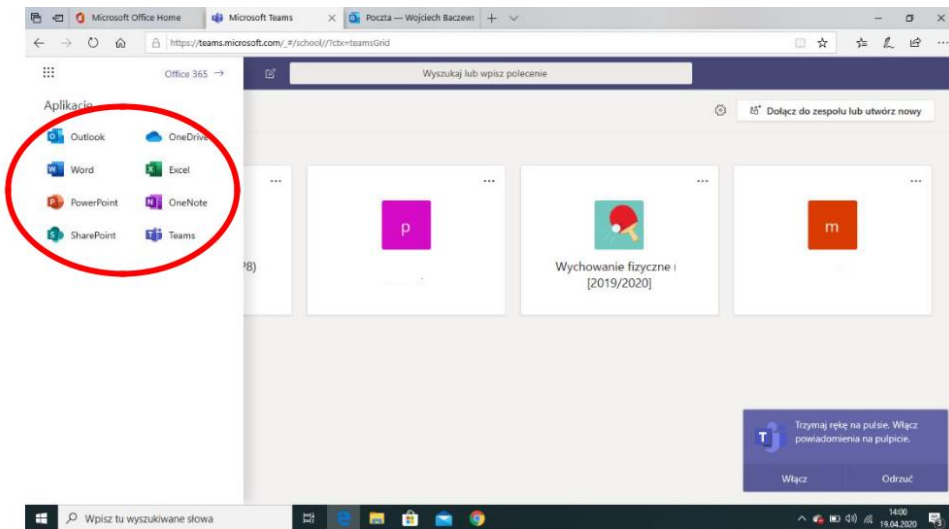 Microsoft Office Home
Microsoft Teams
Poczta — Wojciech Baczews
https://teams.microsoft.com/_#/school//?ctx=teamsGrid
Office 365 →
Wyszukaj lub wpisz polecenie
Aplikacje
Dołącz do zespołu lub utwórz nowy
Outlook
OneDrive
Word
Excel
PowerPoint
OneNote
SharePoint
Teams
p
m
Wychowanie fizyczne
[2019/2020]
Trzymaj rękę na pulsie. Włącz
powiadomienia na pulpicie.
Włącz
Odrzuć
Wpisz tu wyszukiwane słowa
14:00
19.04.2020